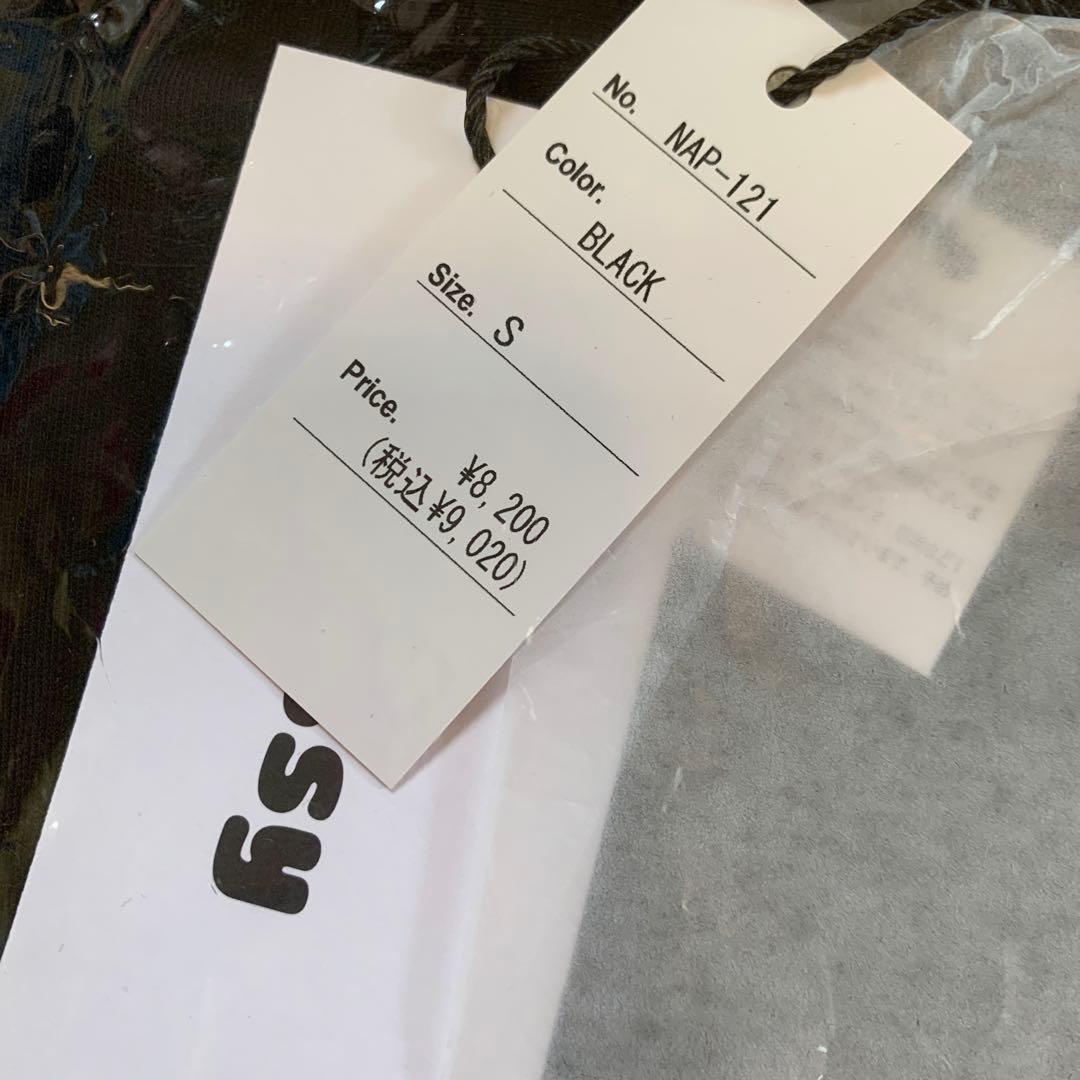 No. NAP-121
Color. BLACK
Size. S
Price. ¥8,200
(税込¥9,020)